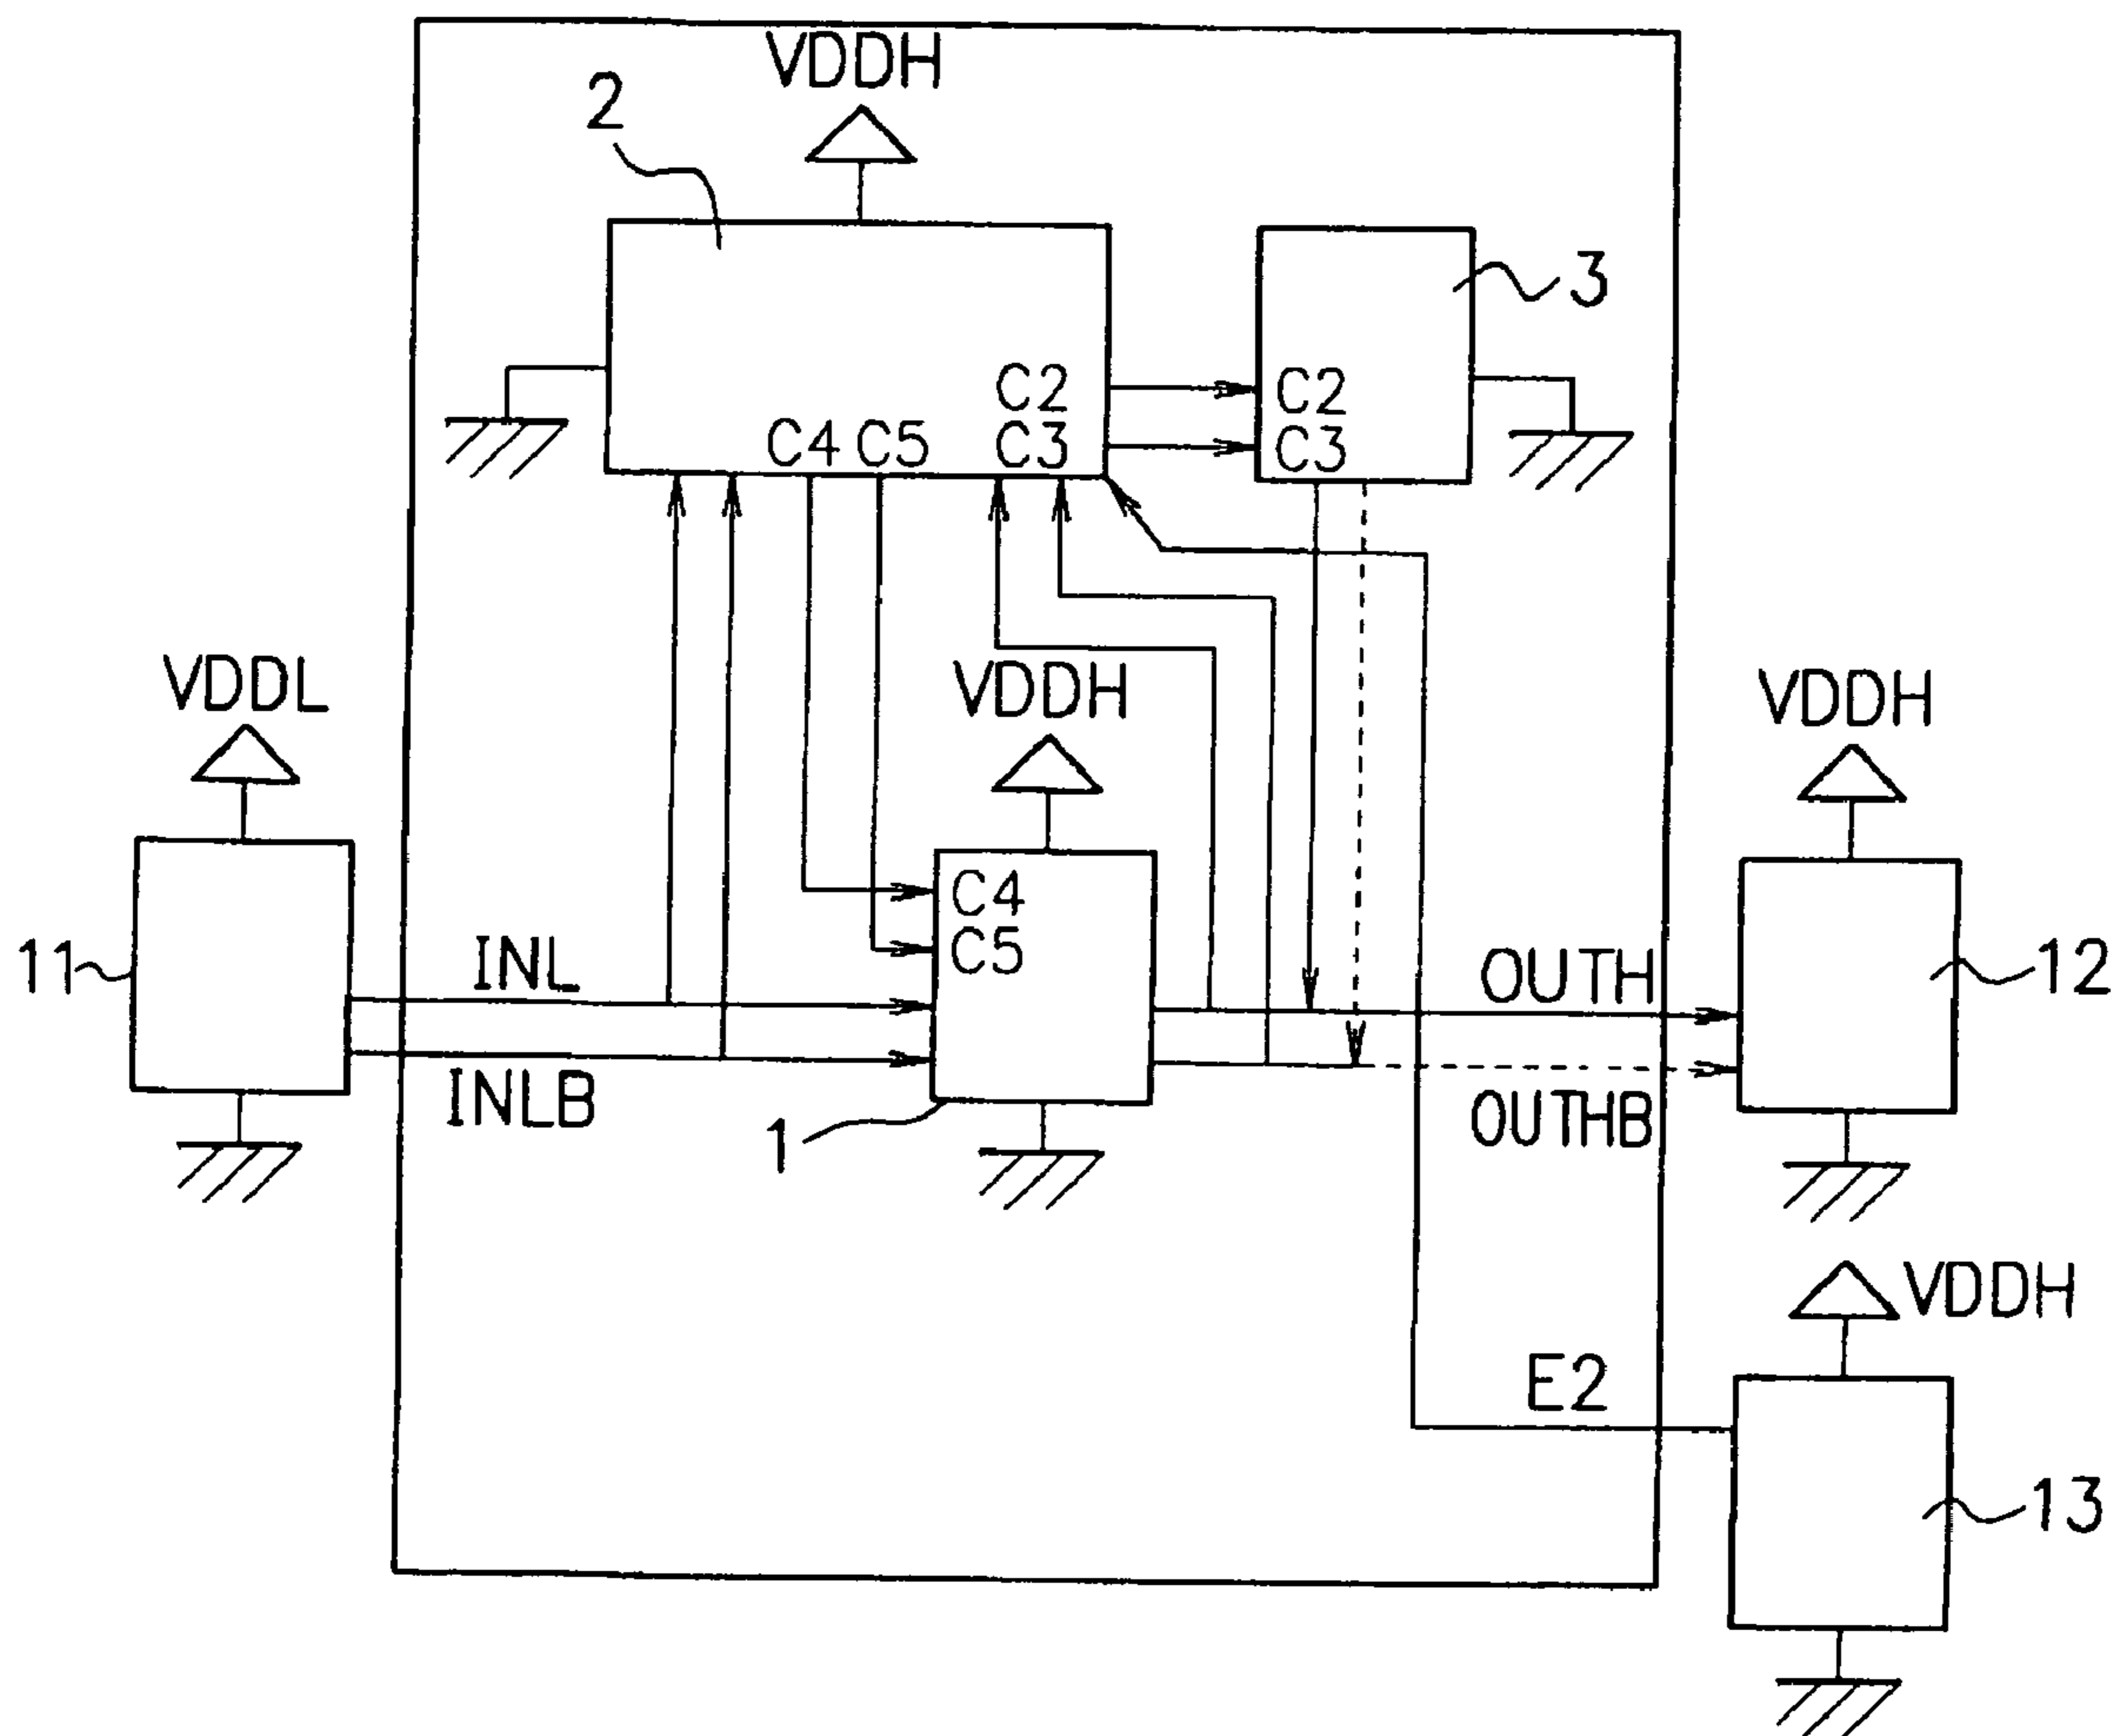 VDDH
2
3
C2
C2
C4 C5
C3
C3
VDDL
VDDH
VDDH
C4
C5
11
INL
OUTH
12
INLB
1
OUTHB
VDDH
E2
13